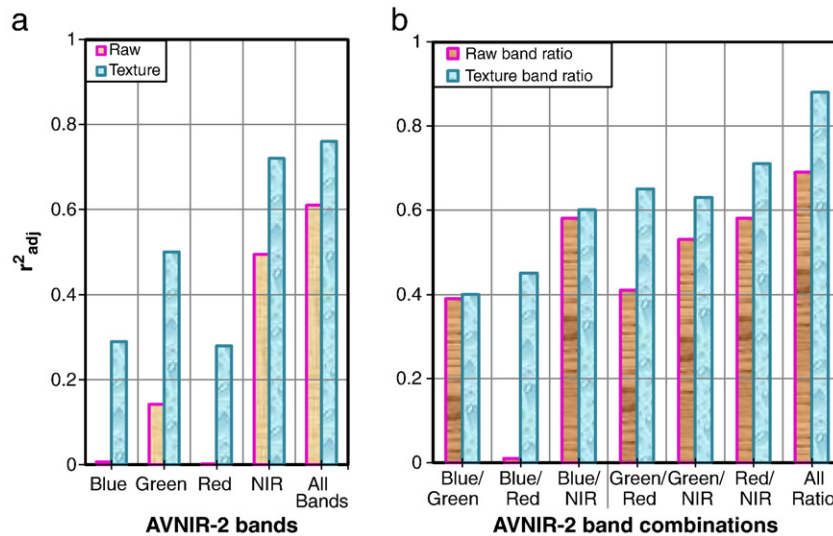 a
Raw
Texture
1
0.8
0.6
0.4
0.2
0
r²adj
Blue
Green
Red
NIR
All
Bands
AVNIR-2 bands
b
Raw band ratio
Texture band ratio
1
0.8
0.6
0.4
0.2
0
Blue/
Green
Blue/
Red
Blue/
NIR
Green/
Red
Green/
NIR
Red/
NIR
All
Ratio
AVNIR-2 band combinations